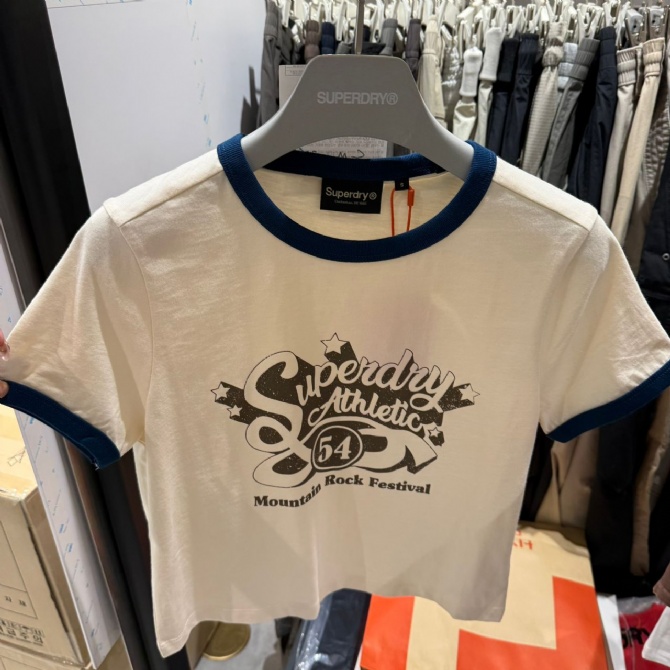 SUPERDRY®
Superdry®
S
Superdry
Athletic
54
Mountain Rock Festival